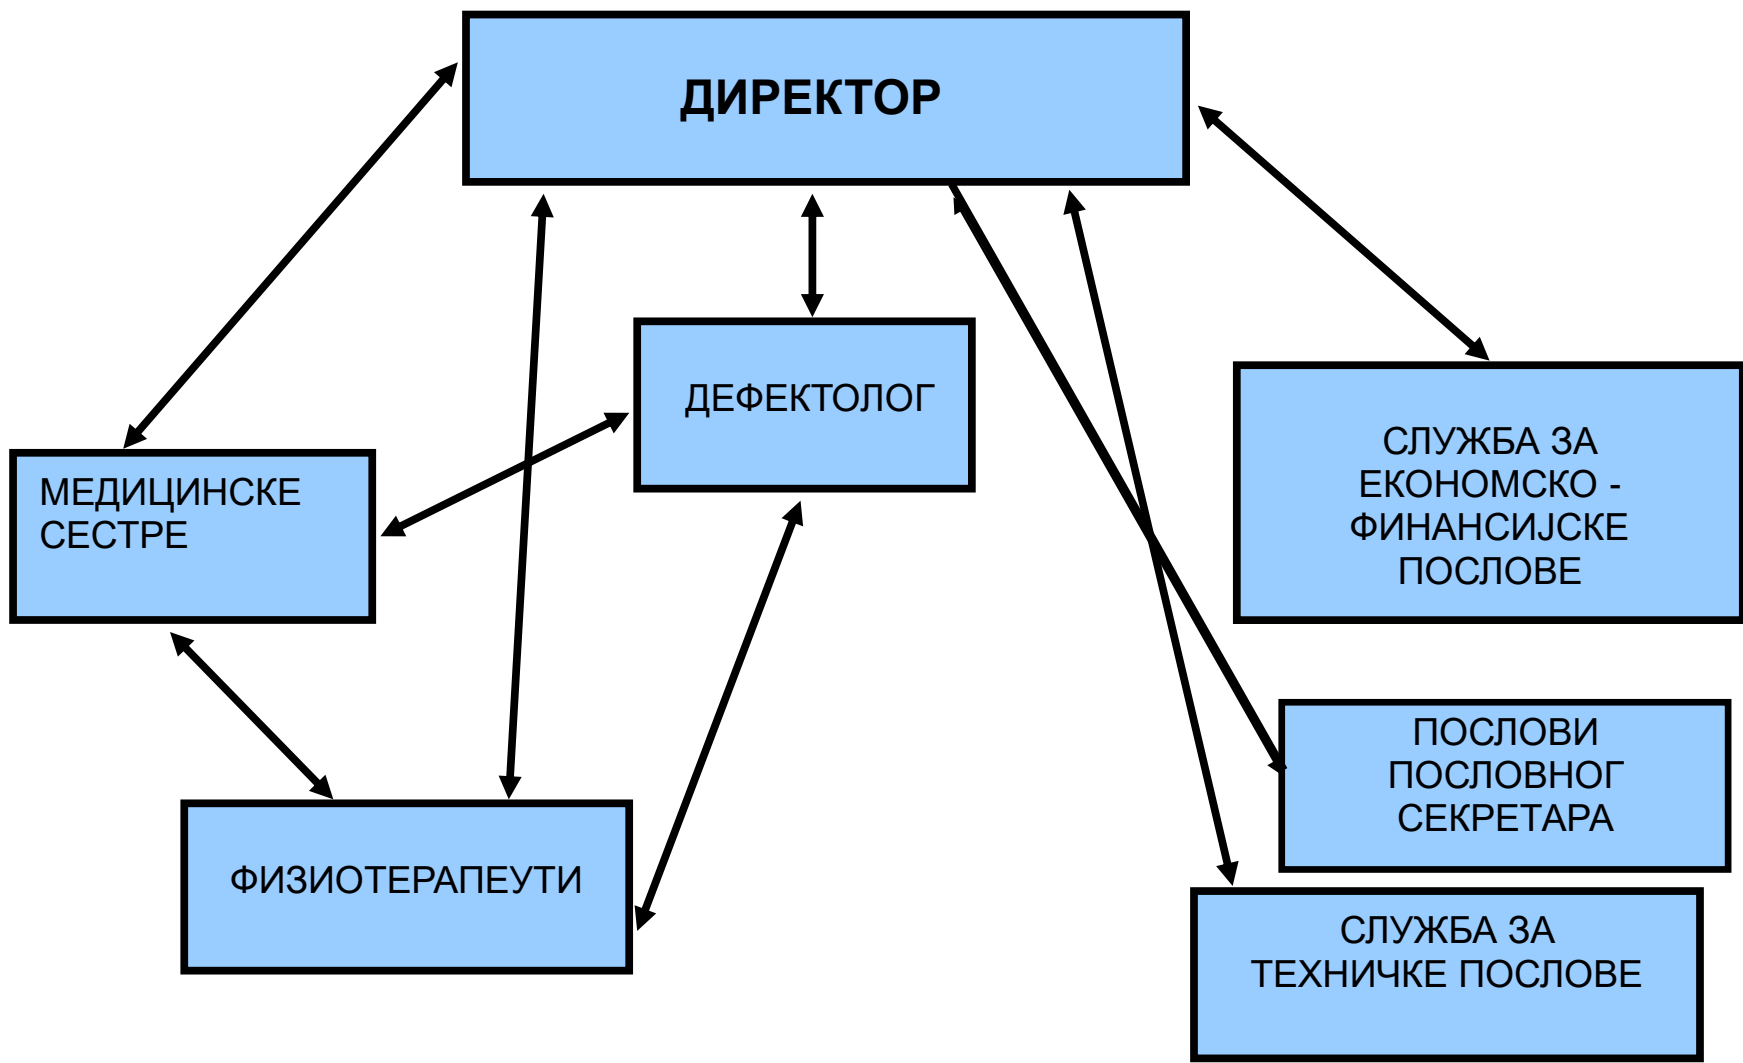 ДИРЕКТОР
ДЕФЕКТОЛОГ
МЕДИЦИНСКЕ
СЕСТРЕ
СЛУЖБА ЗА
ЕКОНОМСКО -
ФИНАНСИЈСКЕ
ПОСЛОВЕ
ПОСЛОВИ
ПОСЛОВНОГ
СЕКРЕТАРА
ФИЗИОТЕРАПЕУТИ
СЛУЖБА ЗА
ТЕХНИЧКЕ ПОСЛОВЕ